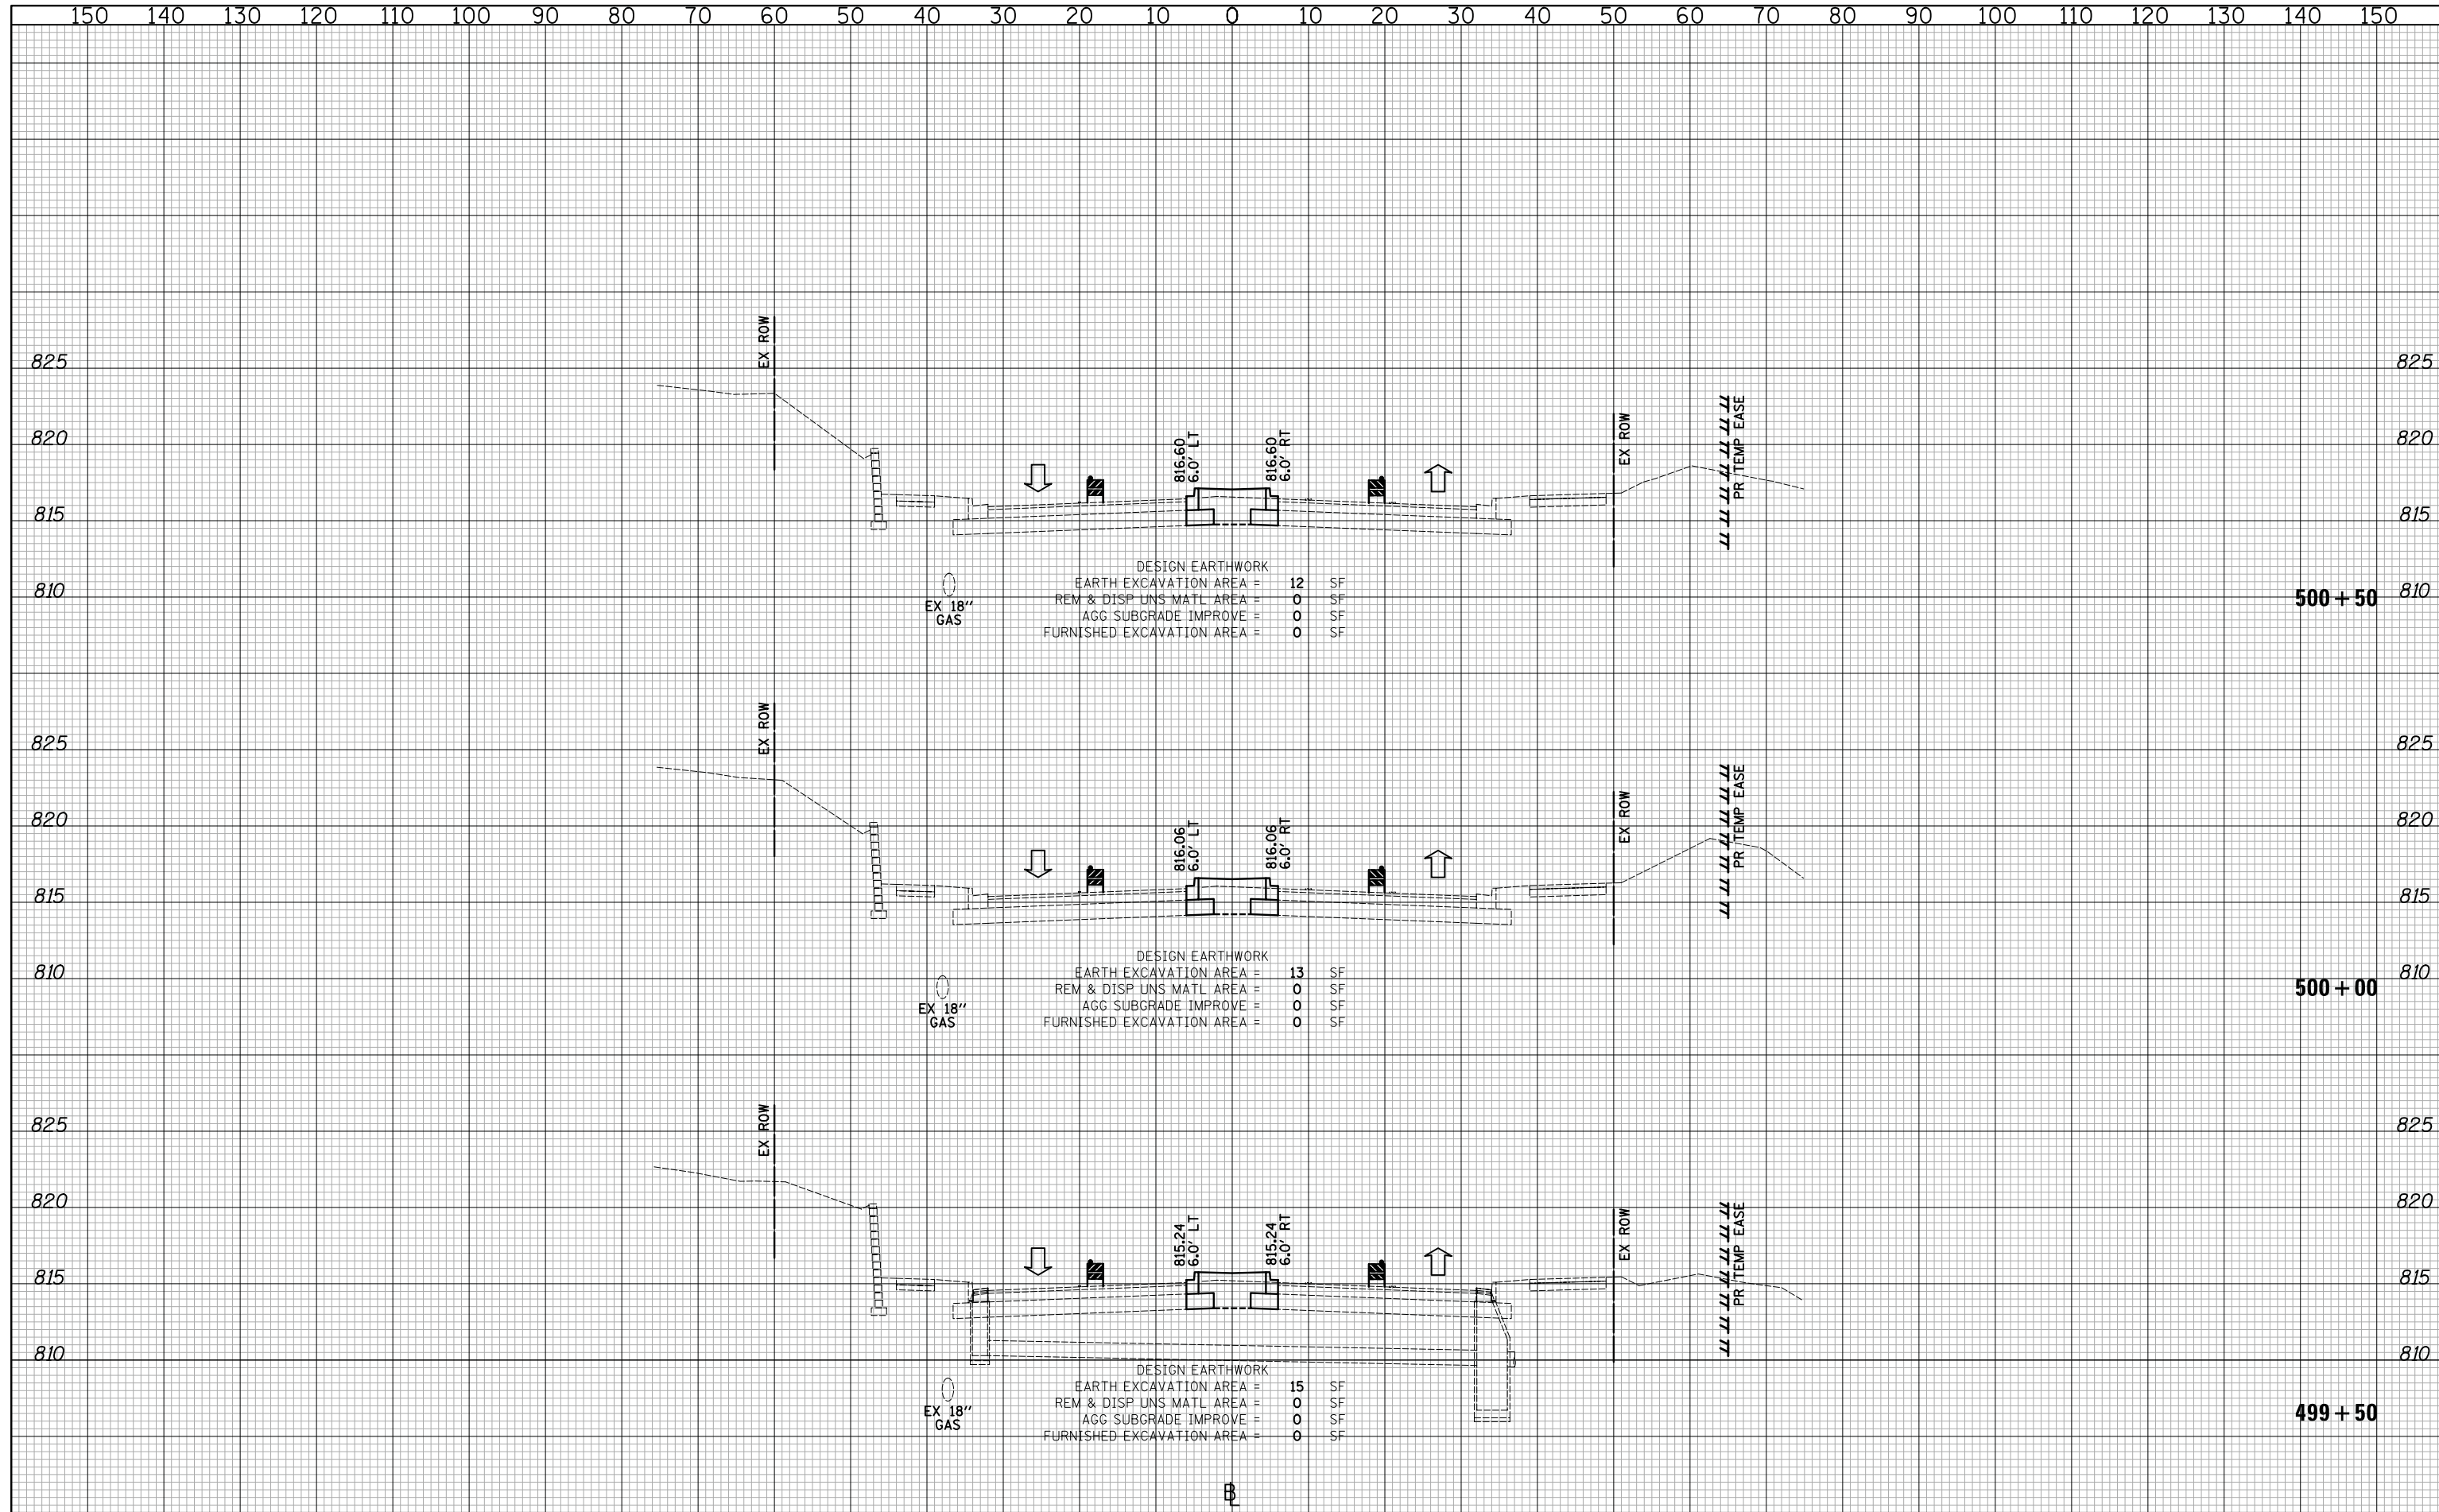 150 140 130 120 110 100 90 80 70 60 50 40 30 20 10 0 10 20 30 40 50 60 70 80 90 100 110 120 130 140 150
EX ROW
825 825
816.60
6.0' LT
816.60
6.0' RT
EX ROW
PR TEMP EASE
820 820
815 815
DESIGN EARTHWORK
EARTH EXCAVATION AREA = 12 SF
REM & DISP UNS MATL AREA = 0 SF
AGG SUBGRADE IMPROVE = 0 SF
FURNISHED EXCAVATION AREA = 0 SF
810 810
EX 18"
GAS
500+50
EX ROW
825 825
816.06
6.0' LT
816.06
6.0' RT
EX ROW
PR TEMP EASE
820 820
815 815
DESIGN EARTHWORK
EARTH EXCAVATION AREA = 13 SF
REM & DISP UNS MATL AREA = 0 SF
AGG SUBGRADE IMPROVE = 0 SF
FURNISHED EXCAVATION AREA = 0 SF
810 810
EX 18"
GAS
500+00
EX ROW
825 825
815.24
6.0' LT
815.24
6.0' RT
EX ROW
PR TEMP EASE
820 820
815 815
810 810
DESIGN EARTHWORK
EARTH EXCAVATION AREA = 15 SF
REM & DISP UNS MATL AREA = 0 SF
AGG SUBGRADE IMPROVE = 0 SF
FURNISHED EXCAVATION AREA = 0 SF
EX 18"
GAS
499+50
BL